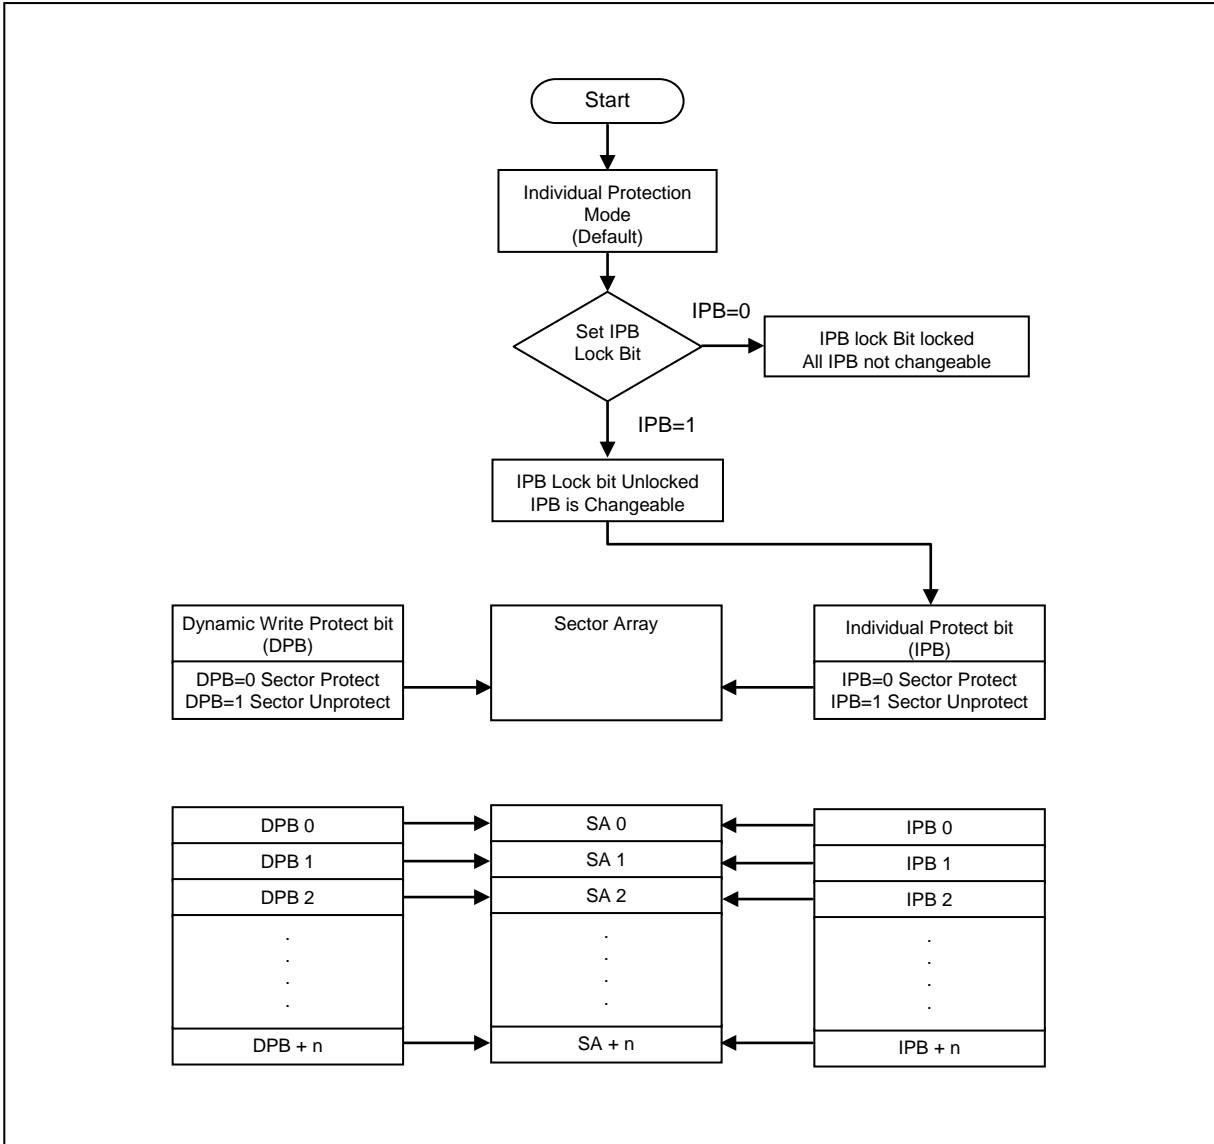 Start
Individual Protection
Mode
(Default)
Set IPB
Lock Bit
IPB=0
IPB lock Bit locked
All IPB not changeable
IPB=1
IPB Lock bit Unlocked
IPB is Changeable
Dynamic Write Protect bit
(DPB)
DPB=0 Sector Protect
DPB=1 Sector Unprotect
Sector Array
Individual Protect bit
(IPB)
IPB=0 Sector Protect
IPB=1 Sector Unprotect
DPB 0
DPB 1
DPB 2
.
.
.
.
DPB + n
SA 0
SA 1
SA 2
.
.
.
.
SA + n
IPB 0
IPB 1
IPB 2
.
.
.
.
IPB + n